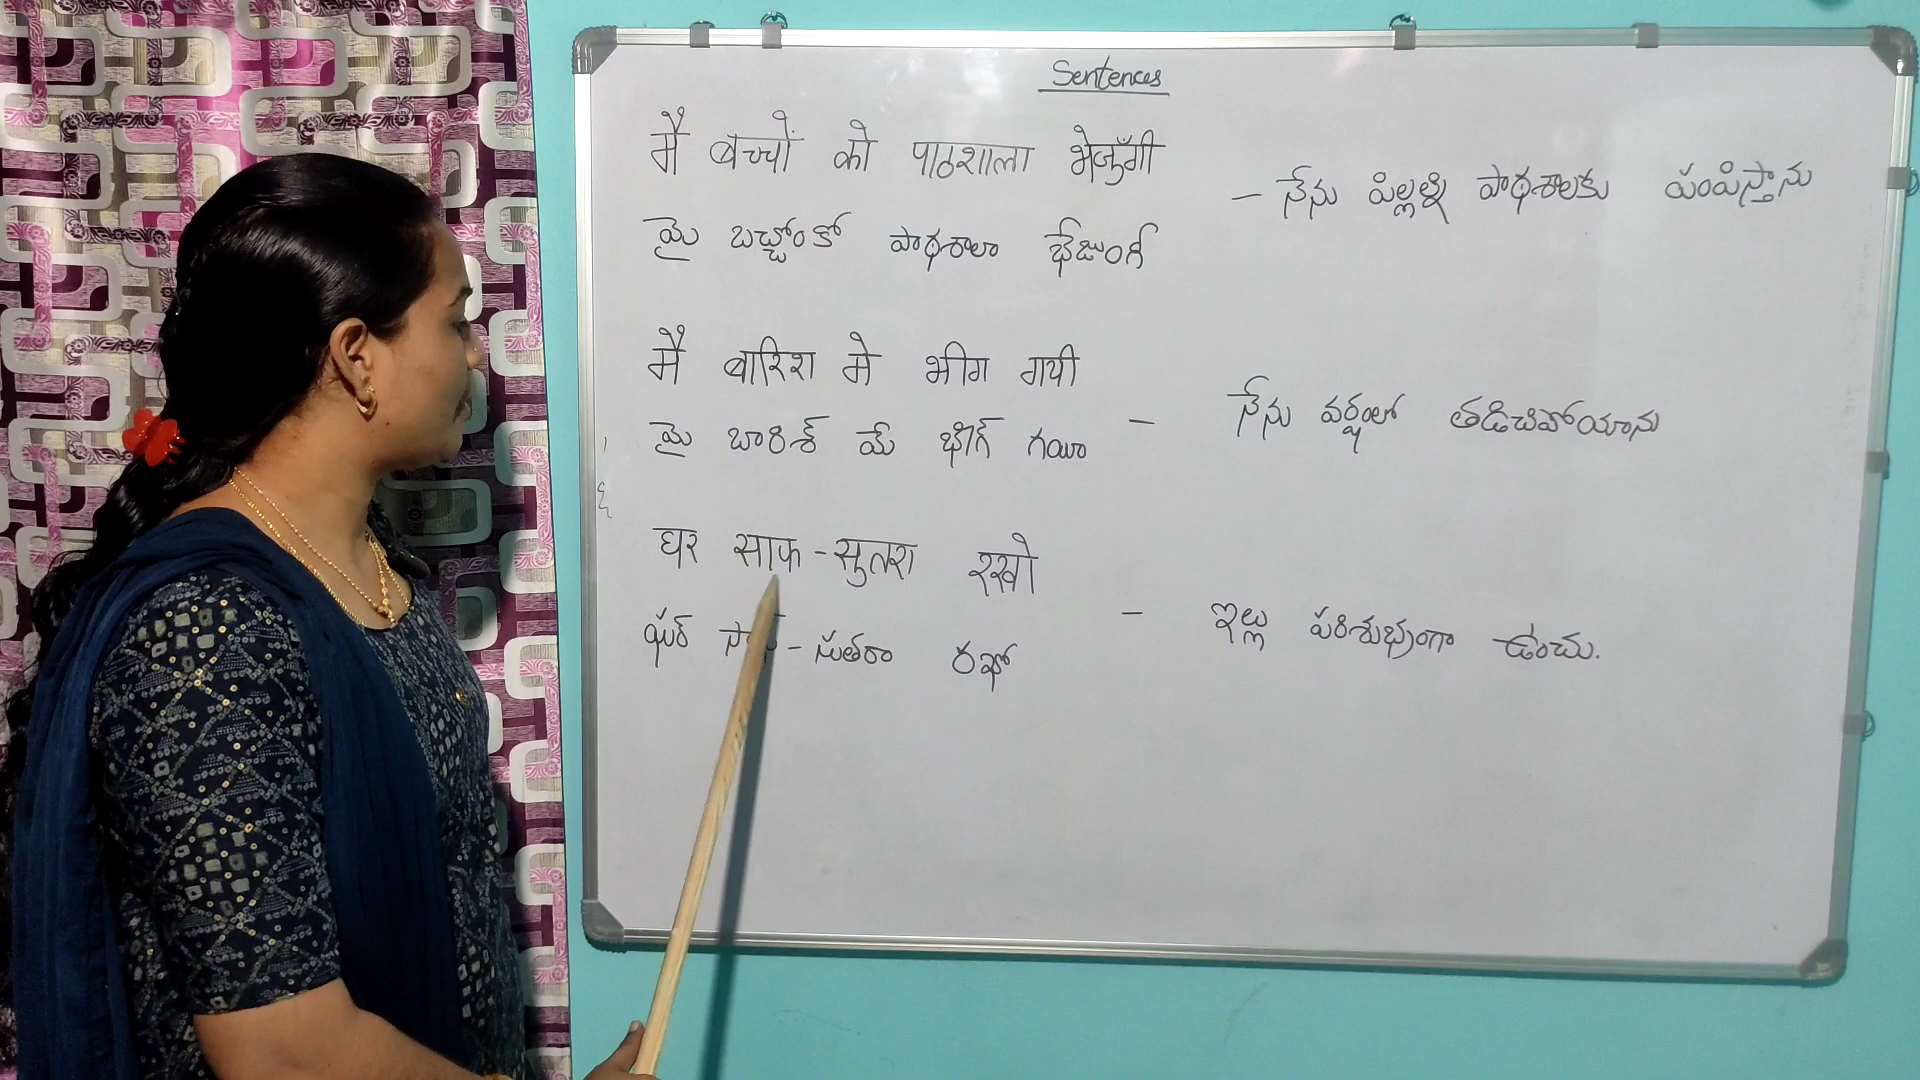 Sentences
मै बच्चों को पाठशाला भेजुँगी
– నేను పిల్లల్ని పాఠశాలకు పంపిస్తాను
మై బచ్చోంకో పాఠశాలా భేజుంగీ
मै बारिश मे भीग गयी
మై బారిశ్ మే భీగ్ గయీ
– నేను వర్షంలో తడిచిపోయాను
घर साफ - सुतरा रखो
ఘర్ - సుతరా రఖో
– ఇల్లు పరిశుభ్రంగా ఉంచు.